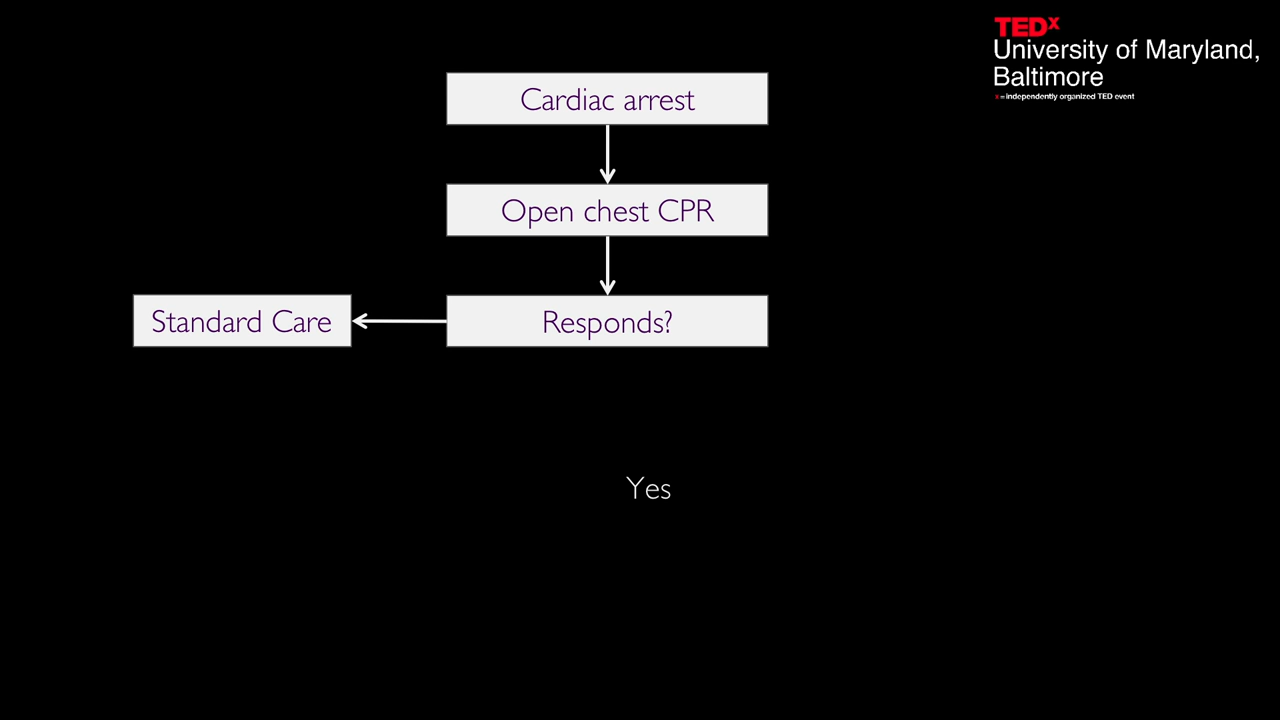 TEDx
University of Maryland,
Baltimore
x = independently organized TED event
Cardiac arrest
Open chest CPR
Standard Care
Responds?
Yes